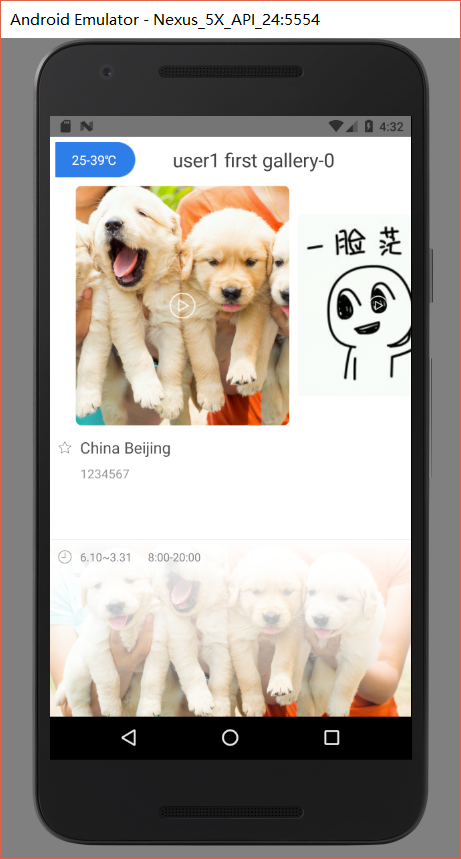 Android Emulator - Nexus_5X_API_24:5554
4:32
25-39℃
user1 first gallery-0
一脸茫
China Beijing
1234567
6.10~3.31 8:00-20:00